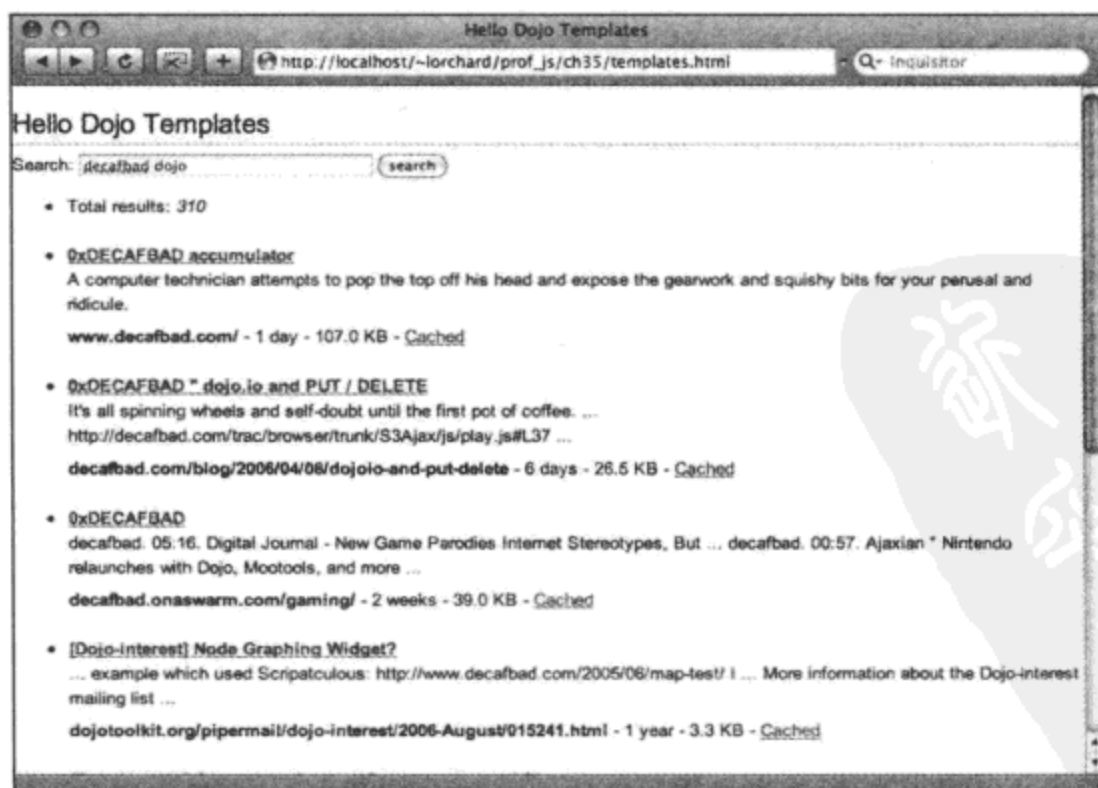 Hello Dojo Templates
http://localhost/~lorchard/prof_js/ch35/templates.html
Inquisitor
Hello Dojo Templates
Search: decafbad dojo search
• Total results: 310
• 0xDECAFBAD accumulator
A computer technician attempts to pop the top off his head and expose the gearwork and squishy bits for your perusal and
ridicule.
www.decafbad.com/ - 1 day - 107.0 KB - Cached
• 0xDECAFBAD " dojo.io and PUT / DELETE
It's all spinning wheels and self-doubt until the first pot of coffee. ...
http://decafbad.com/trac/browser/trunk/S3Ajax/js/play.js#L37 ...
decafbad.com/blog/2006/04/08/dojoio-and-put-delete - 6 days - 26.5 KB - Cached
• 0xDECAFBAD
decafbad. 05:16. Digital Journal - New Game Parodies Internet Stereotypes, But ... decafbad. 00:57. Ajaxian " Nintendo
relaunches with Dojo, Mootools, and more ...
decafbad.onaswarm.com/gaming/ - 2 weeks - 39.0 KB - Cached
• [Dojo-interest] Node Graphing Widget?
... example which used Scripatculous: http://www.decafbad.com/2005/06/map-test/ I ... More information about the Dojo-interest
mailing list ...
dojotoolkit.org/pipermail/dojo-interest/2006-August/015241.html - 1 year - 3.3 KB - Cached